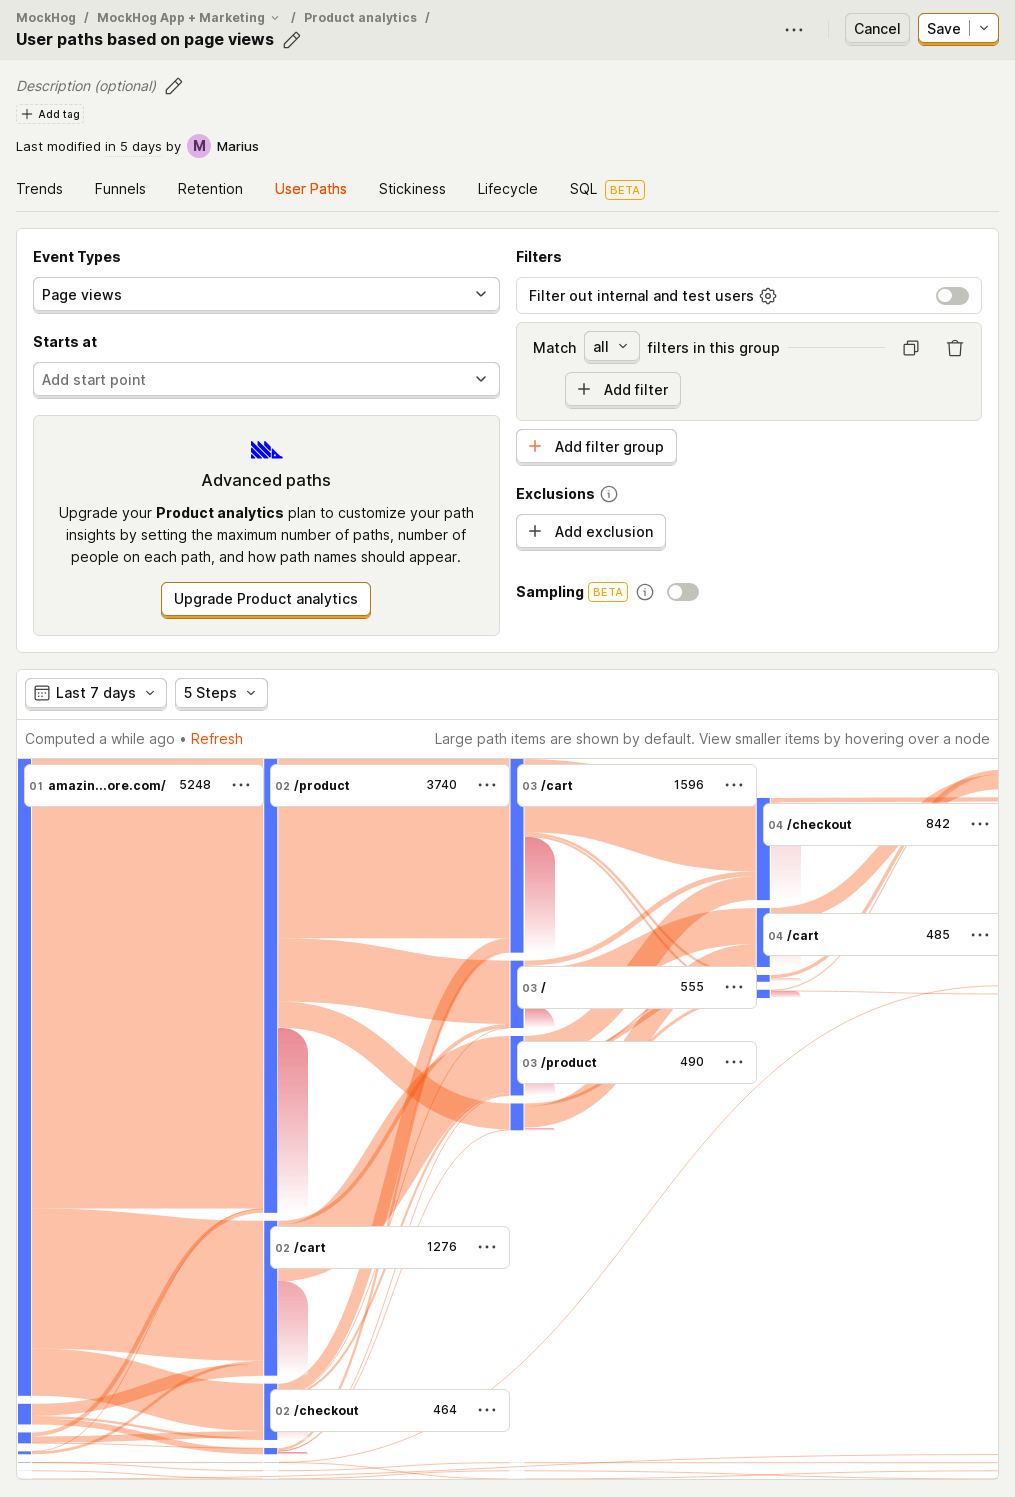 MockHog / MockHog App + Marketing / Product analytics /
User paths based on page views
Cancel
Save
Description (optional)
Add tag
Last modified in 5 days by M Marius
Trends
Funnels
Retention
User Paths
Stickiness
Lifecycle
SQL BETA
Event Types
Page views
Starts at
Add start point
Advanced paths
Upgrade your Product analytics plan to customize your path
insights by setting the maximum number of paths, number of
people on each path, and how path names should appear.
Upgrade Product analytics
Filters
Filter out internal and test users
Match all filters in this group
Add filter
Add filter group
Exclusions
Add exclusion
Sampling BETA
Last 7 days
5 Steps
Computed a while ago • Refresh
Large path items are shown by default. View smaller items by hovering over a node
01 amazin...ore.com/ 5248
02 /product 3740
03 /cart 1596
04 /checkout 842
04 /cart 485
03 / 555
03 /product 490
02 /cart 1276
02 /checkout 464